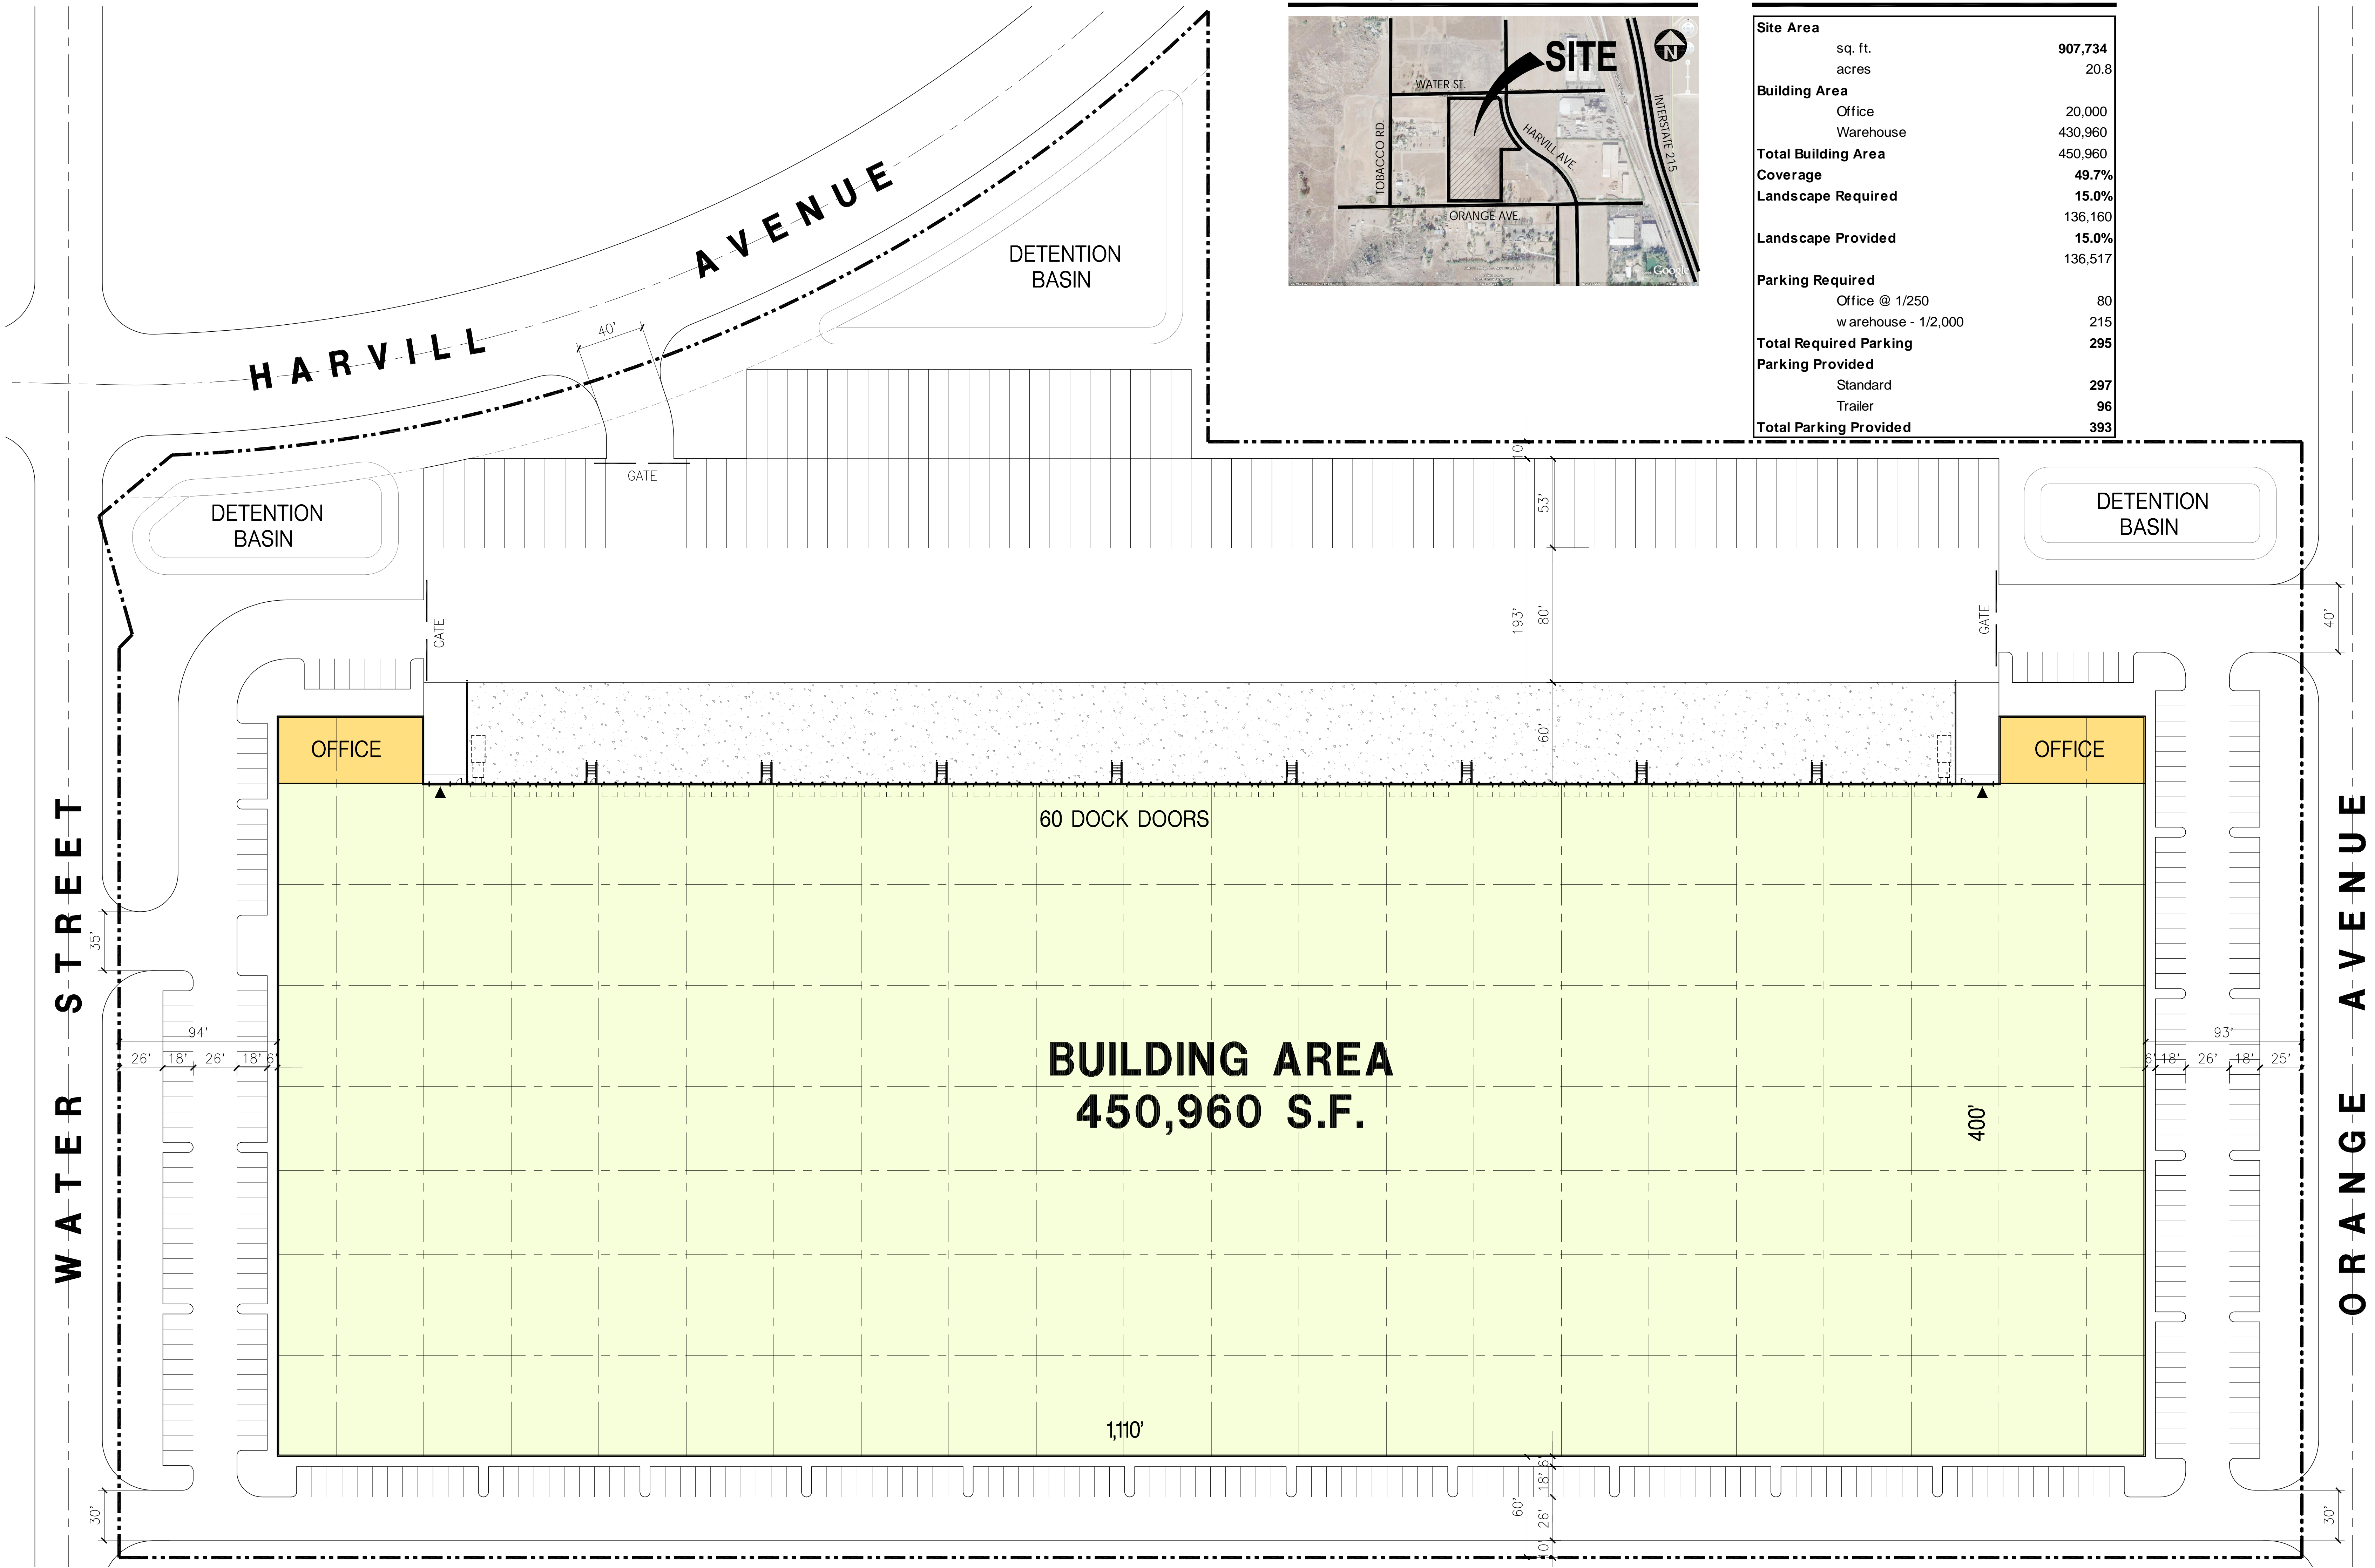 SITE
N
WATER ST.
TOBACCO RD.
HARVILL AVE.
INTERSTATE 215
ORANGE AVE.
Google
Site Area
sq. ft. 907,734
acres 20.8
Building Area
Office 20,000
Warehouse 430,960
Total Building Area 450,960
Coverage 49.7%
Landscape Required 15.0%
136,160
Landscape Provided 15.0%
136,517
Parking Required
Office @ 1/250 80
warehouse - 1/2,000 215
Total Required Parking 295
Parking Provided
Standard 297
Trailer 96
Total Parking Provided 393
HARVILL AVENUE
40'
DETENTION
BASIN
GATE
DETENTION
BASIN
DETENTION
BASIN
10'
53'
193'
80'
60'
GATE
GATE
40'
OFFICE
OFFICE
60 DOCK DOORS
WATER STREET
ORANGE AVENUE
35'
94'
26' 18' 26' 18' 6'
93'
6' 18' 26' 18' 25'
BUILDING AREA
450,960 S.F.
400'
1,110'
30'
60'
6'
18'
26'
10'
30'